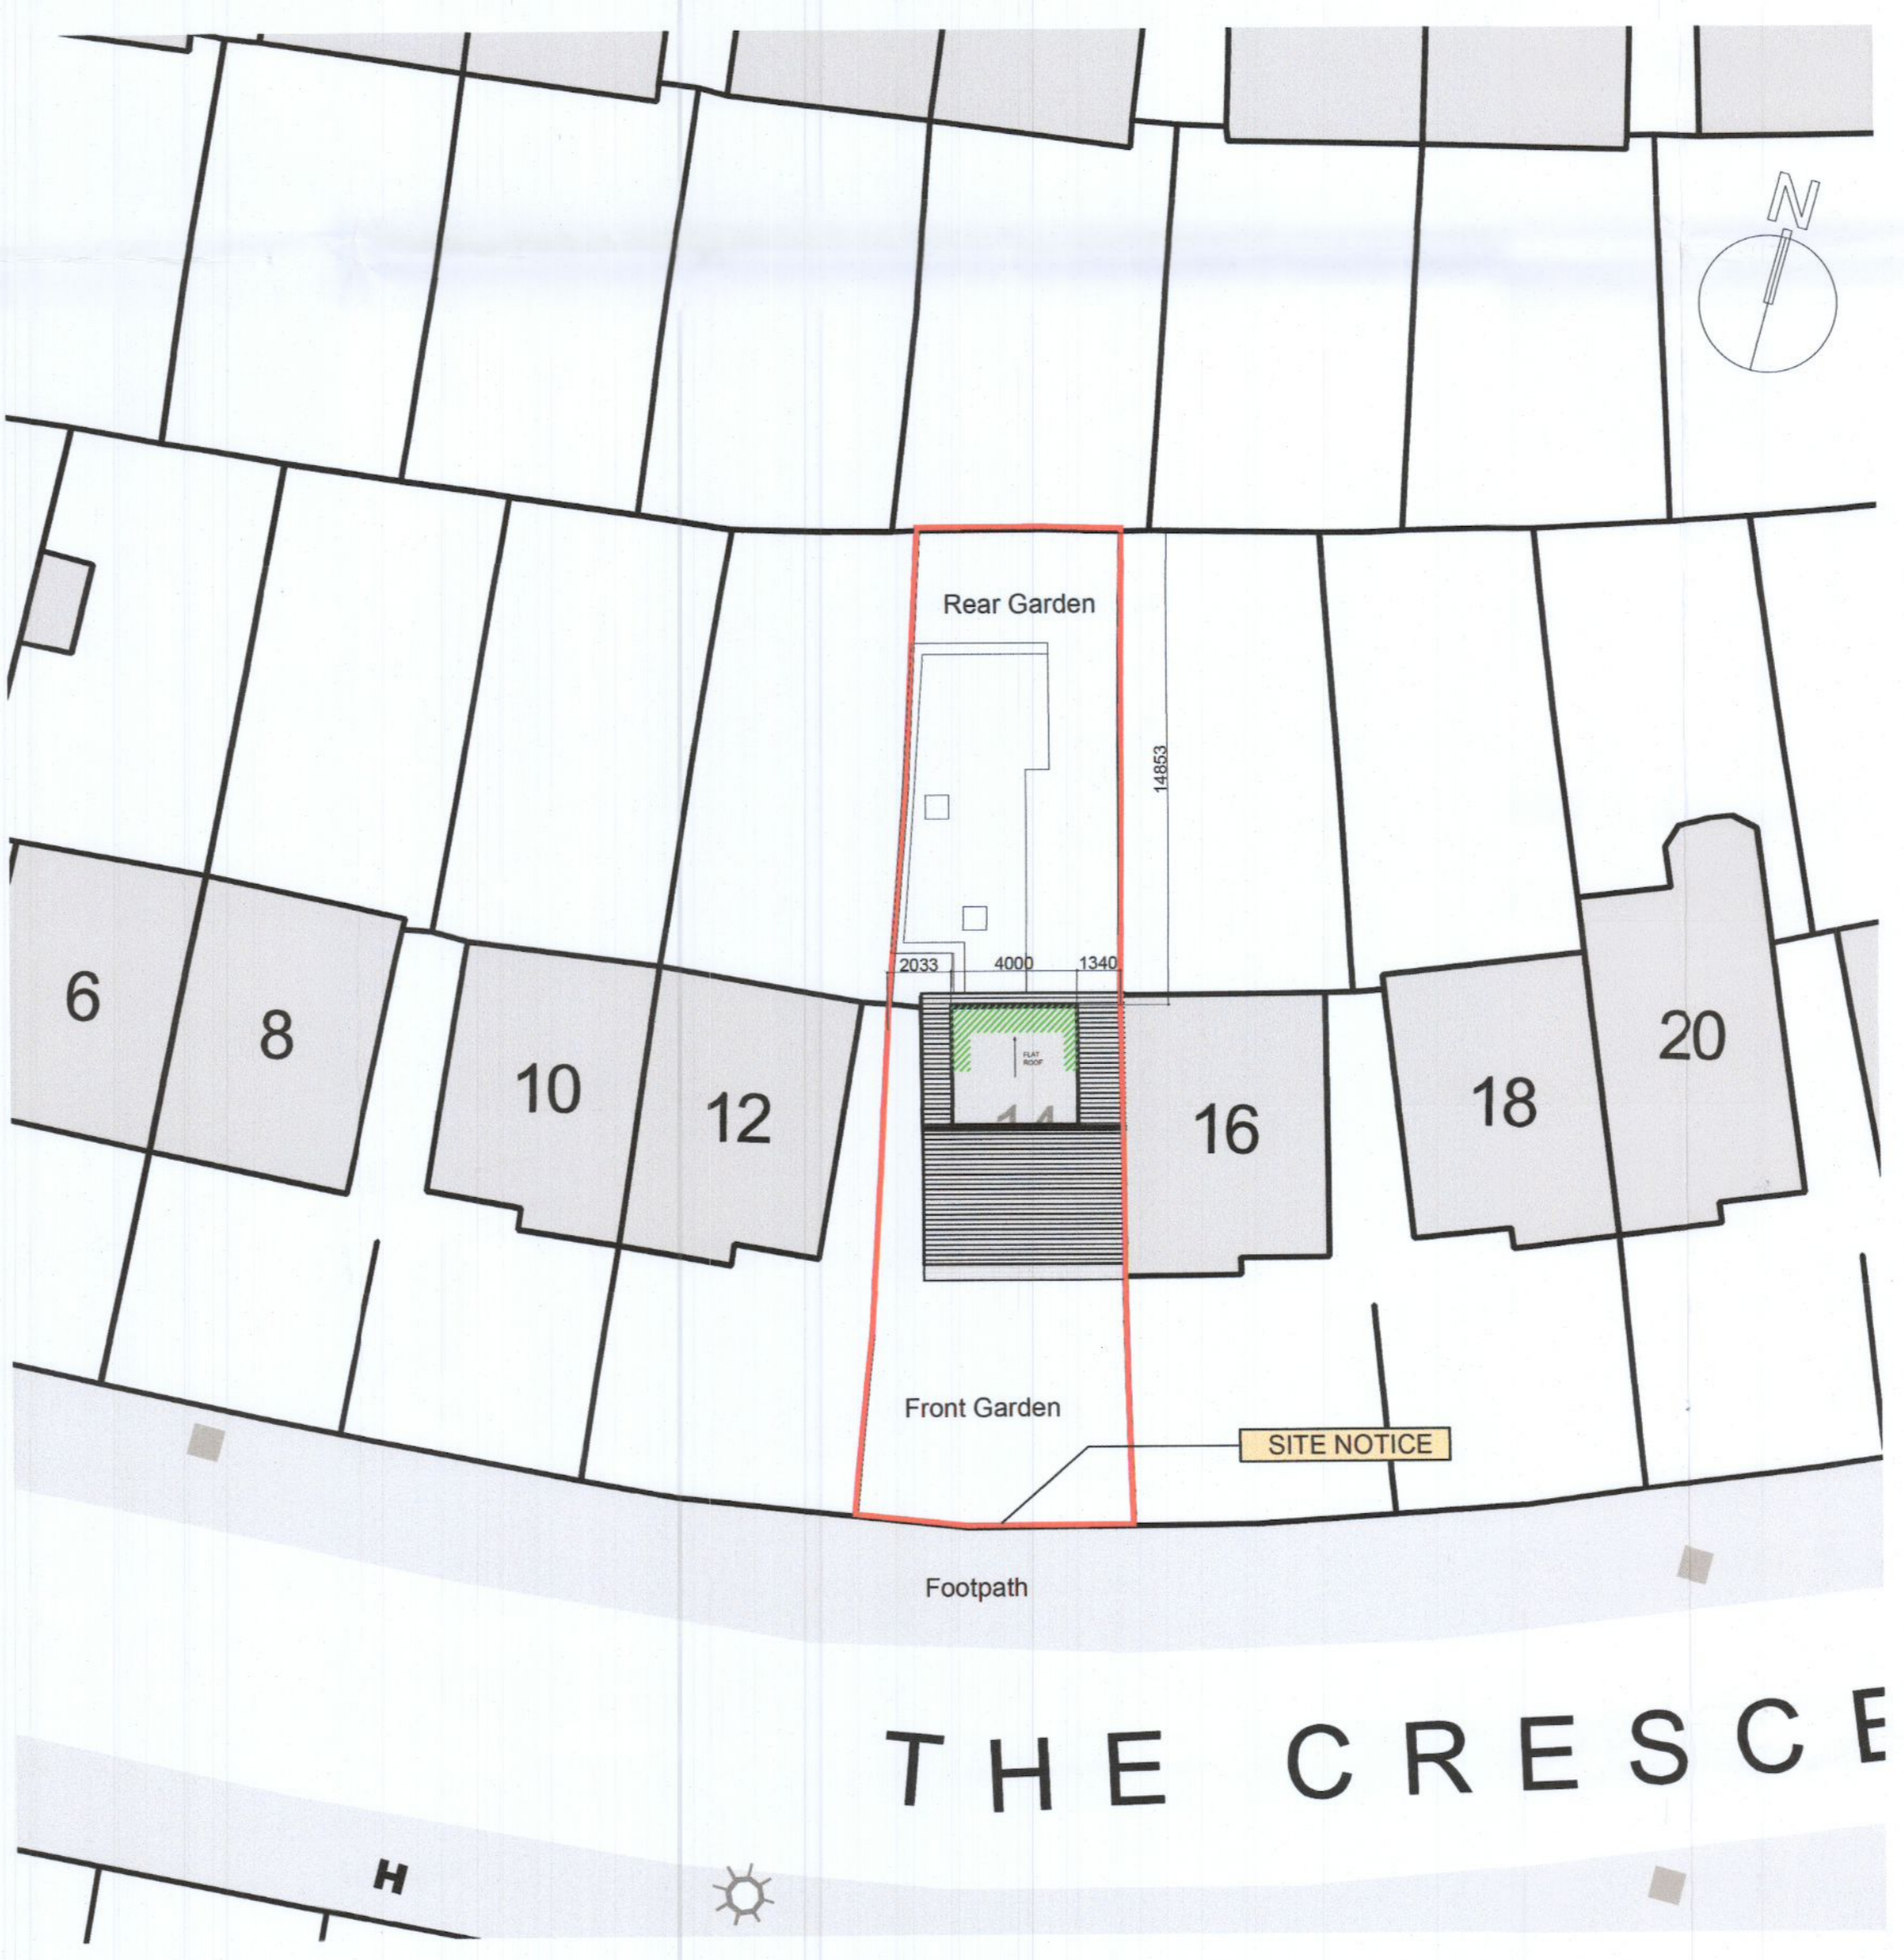 N
Rear Garden
14853
2033 4000 1340
FLAT
ROOF
6
8
10
12
14
16
18
20
Front Garden
SITE NOTICE
Footpath
THE CRESCE
H